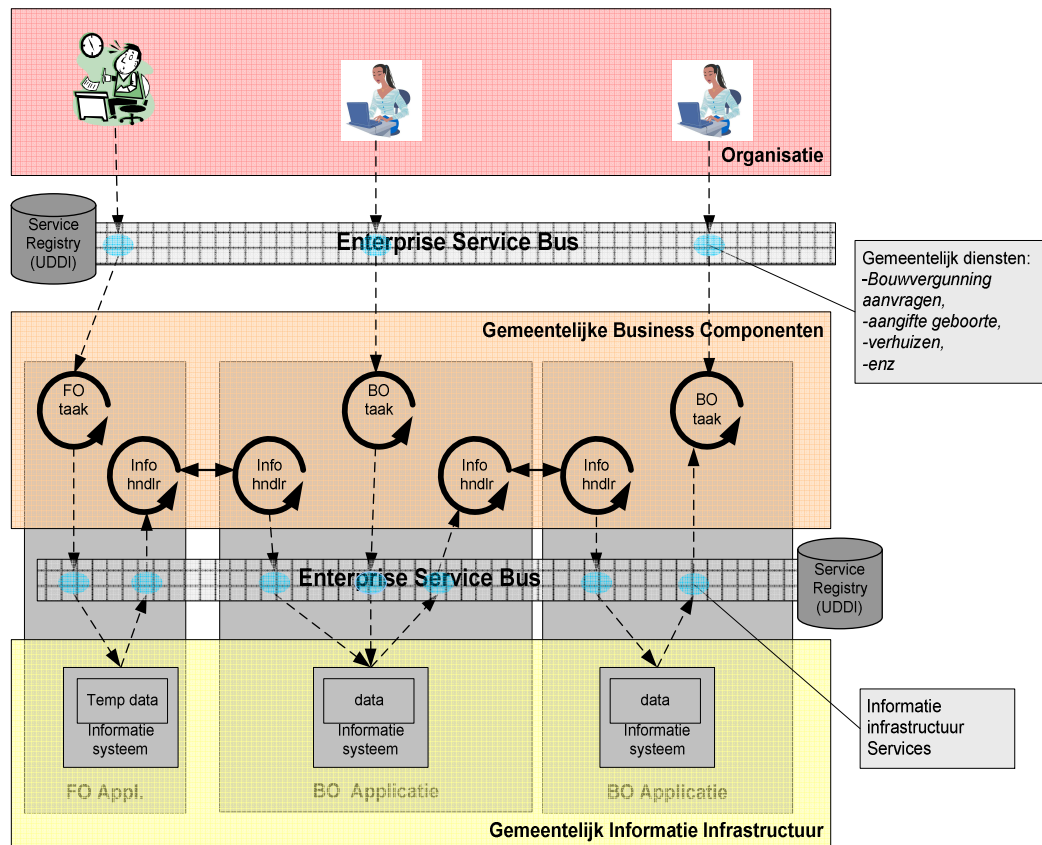 Organisatie
Service
Registry
(UDDI)
Enterprise Service Bus
Gemeentelijk diensten:
-Bouwvergunning
aanvragen,
-aangifte geboorte,
-verhuizen,
-enz
Gemeentelijke Business Componenten
FO
taak
BO
taak
BO
taak
Info
hndlr
Info
hndlr
Info
hndlr
Info
hndlr
Enterprise Service Bus
Service
Registry
(UDDI)
Temp data
Informatie
systeem
data
Informatie
systeem
data
Informatie
systeem
Informatie
infrastructuur
Services
FO Appl.
BO Applicatie
BO Applicatie
Gemeentelijk Informatie Infrastructuur